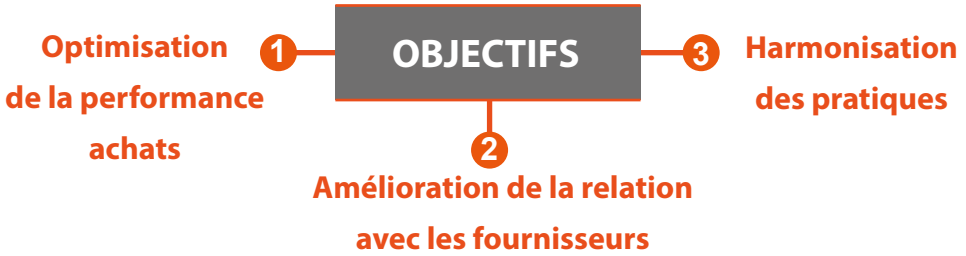 OBJECTIFS
1
Optimisation
de la performance
achats
2
Amélioration de la relation
avec les fournisseurs
3
Harmonisation
des pratiques